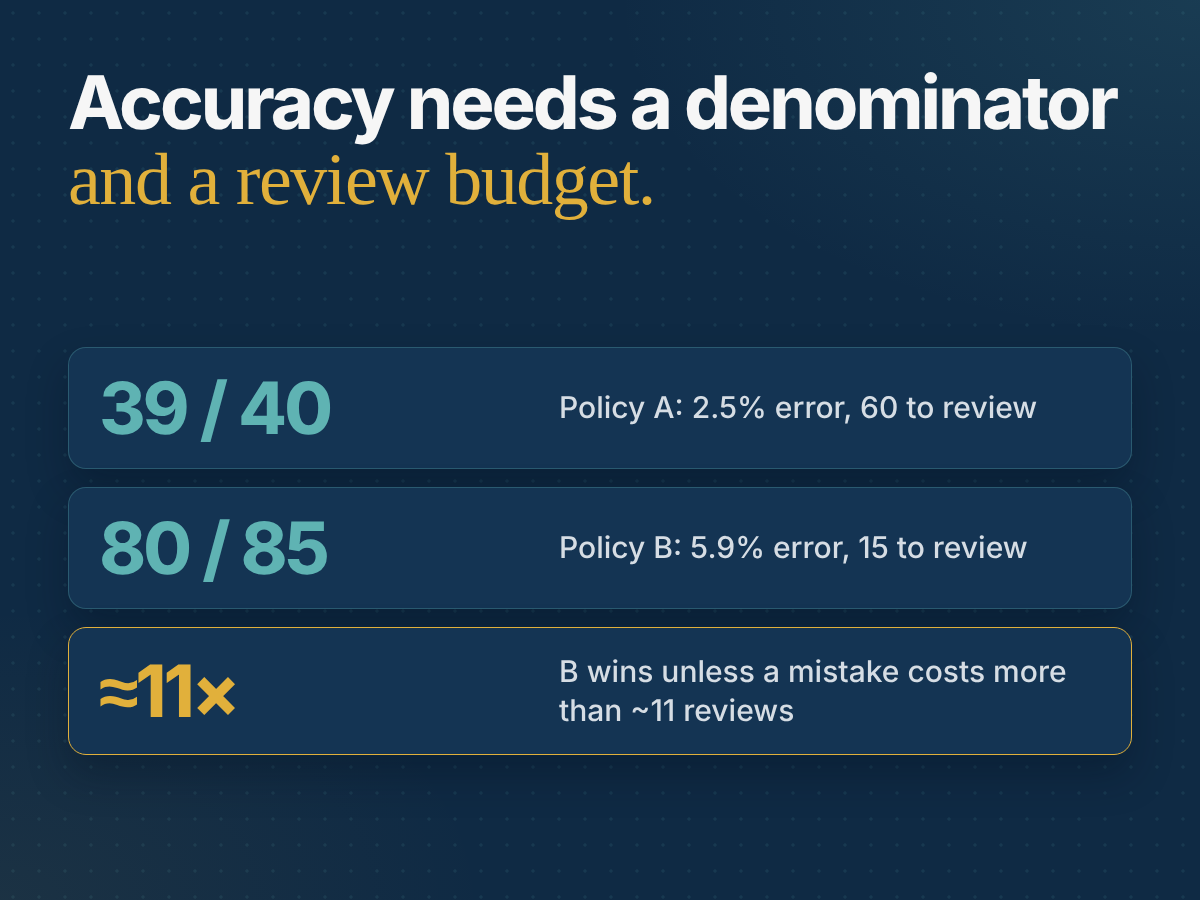 Accuracy needs a denominator
and a review budget.
39 / 40
Policy A: 2.5% error, 60 to review
80 / 85
Policy B: 5.9% error, 15 to review
≈11×
B wins unless a mistake costs more
than ~11 reviews